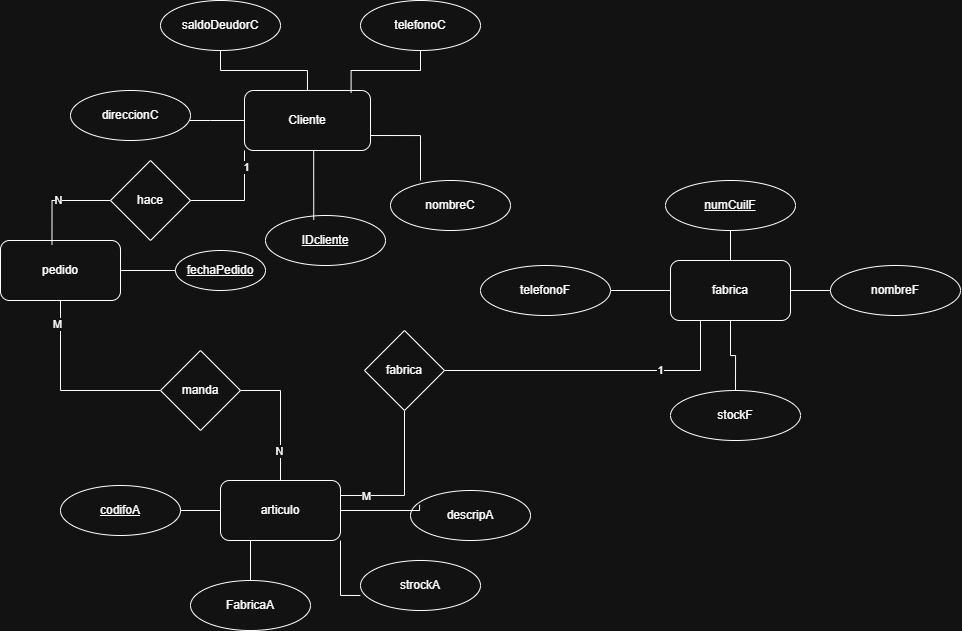 saldoDeudorC
telefonoC
direccionC
Cliente
1
hace
N
nombreC
IDcliente
numCuilF
pedido
fechaPedido
telefonoF
fabrica
nombreF
M
fabrica
1
manda
stockF
N
M
codifoA
articulo
descripA
strockA
FabricaA